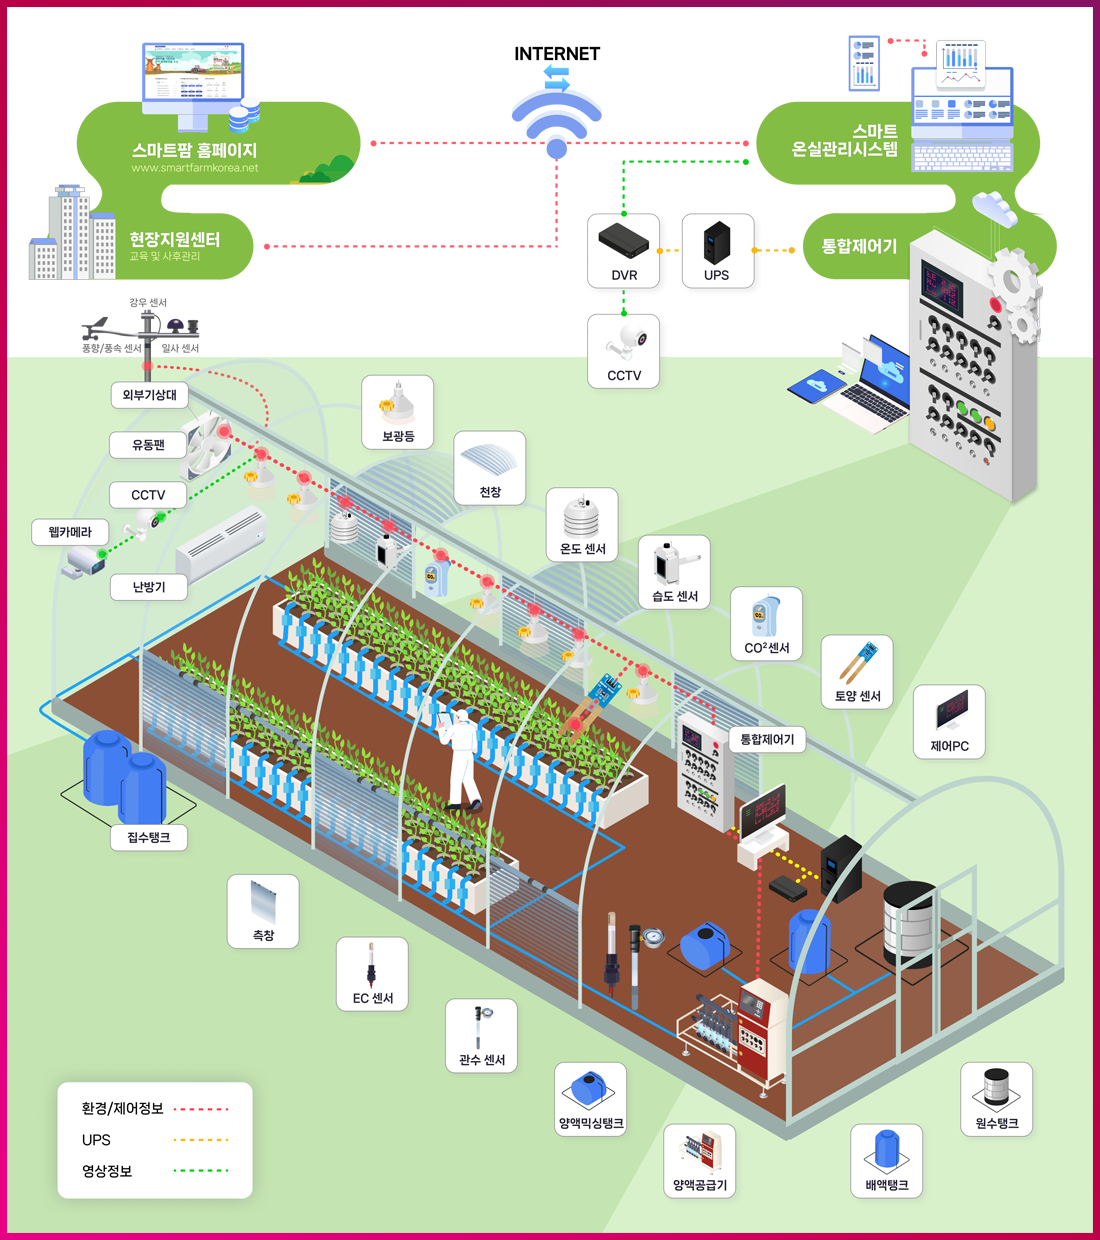 INTERNET
스마트팜 홈페이지
www.smartfarmkorea.net
스마트
온실관리시스템
현장지원센터
교육 및 사후관리
통합제어기
DVR
UPS
CCTV
강우 센서
풍향/풍속 센서
일사 센서
외부기상대
유동팬
CCTV
웹카메라
난방기
보광등
천창
온도 센서
습도 센서
CO²센서
토양 센서
제어PC
통합제어기
집수탱크
측창
EC 센서
관수 센서
양액믹싱탱크
양액공급기
배액탱크
원수탱크
환경/제어정보
UPS
영상정보